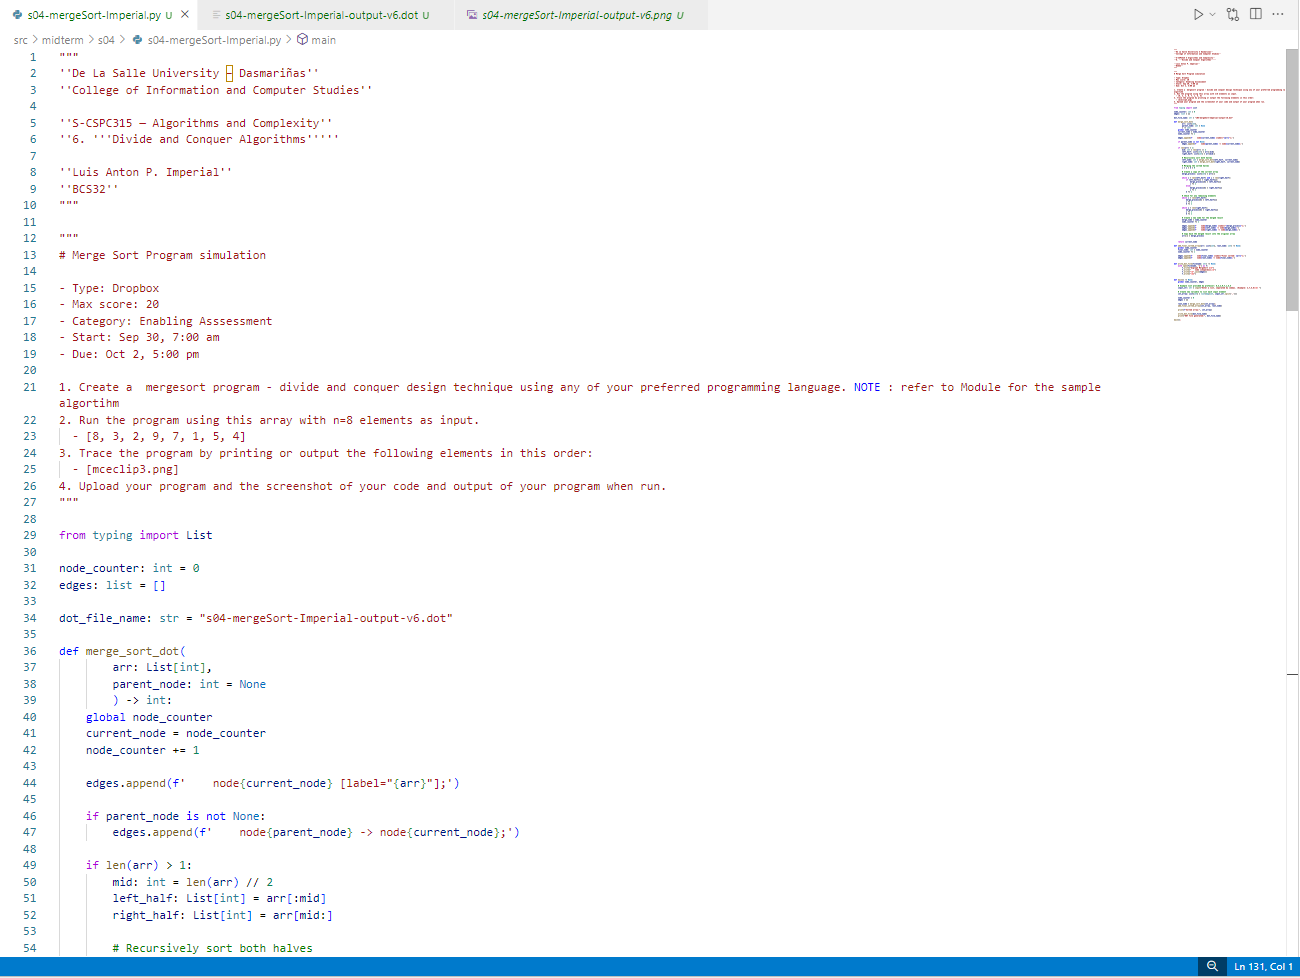 s04-mergeSort-Imperial.py U
s04-mergeSort-Imperial-output-v6.dot U
s04-mergeSort-Imperial-output-v6.png U
src > midterm > s04 > s04-mergeSort-Imperial.py > main
1 """
2 ''De La Salle University – Dasmariñas''
3 ''College of Information and Computer Studies''
4
5 ''S-CSPC315 — Algorithms and Complexity''
6 ''6. '''Divide and Conquer Algorithms'''''
7
8 ''Luis Anton P. Imperial''
9 ''BCS32''
10 """
11
12 """
13 # Merge Sort Program simulation
14
15 - Type: Dropbox
16 - Max score: 20
17 - Category: Enabling Asssessment
18 - Start: Sep 30, 7:00 am
19 - Due: Oct 2, 5:00 pm
20
21 1. Create a  mergesort program - divide and conquer design technique using any of your preferred programming language. NOTE : refer to Module for the sample
algortihm
22 2. Run the program using this array with n=8 elements as input.
23   - [8, 3, 2, 9, 7, 1, 5, 4]
24 3. Trace the program by printing or output the following elements in this order:
25   - [mceclip3.png]
26 4. Upload your program and the screenshot of your code and output of your program when run.
27 """
28
29 from typing import List
30
31 node_counter: int = 0
32 edges: list = []
33
34 dot_file_name: str = "s04-mergeSort-Imperial-output-v6.dot"
35
36 def merge_sort_dot(
37         arr: List[int],
38         parent_node: int = None
39         ) -> int:
40     global node_counter
41     current_node = node_counter
42     node_counter += 1
43
44     edges.append(f'    node{current_node} [label="{arr}"];')
45
46     if parent_node is not None:
47         edges.append(f'    node{parent_node} -> node{current_node};')
48
49     if len(arr) > 1:
50         mid: int = len(arr) // 2
51         left_half: List[int] = arr[:mid]
52         right_half: List[int] = arr[mid:]
53
54         # Recursively sort both halves
Ln 131, Col 1